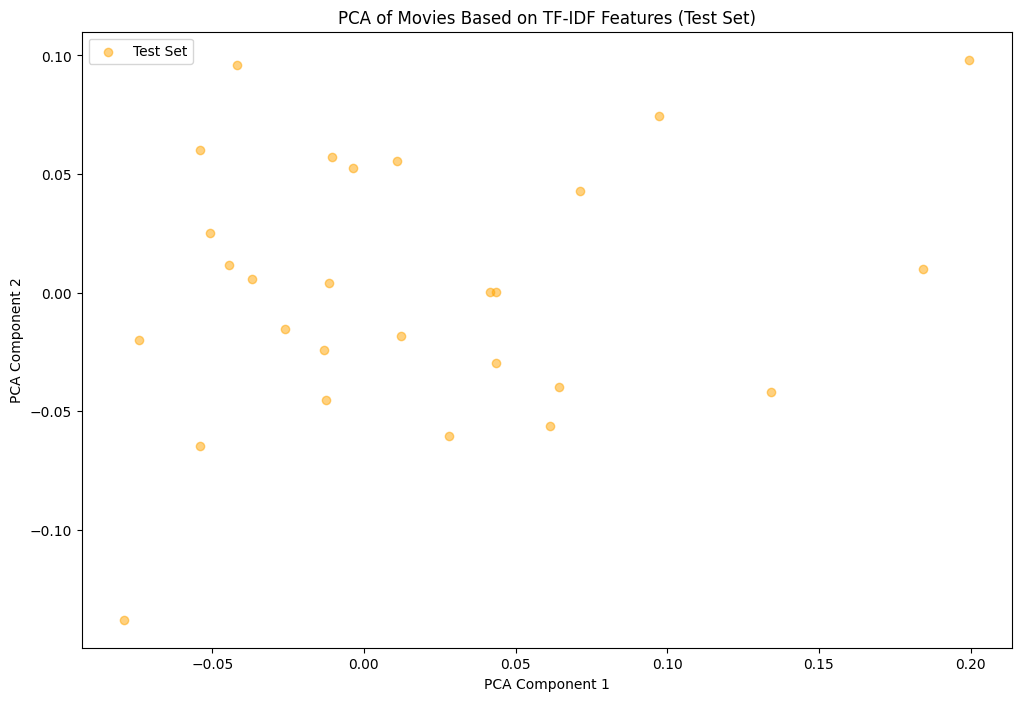 PCA of Movies Based on TF-IDF Features (Test Set)
Test Set
0.10
0.05
0.00
−0.05
−0.10
PCA Component 2
−0.05
0.00
0.05
0.10
0.15
0.20
PCA Component 1